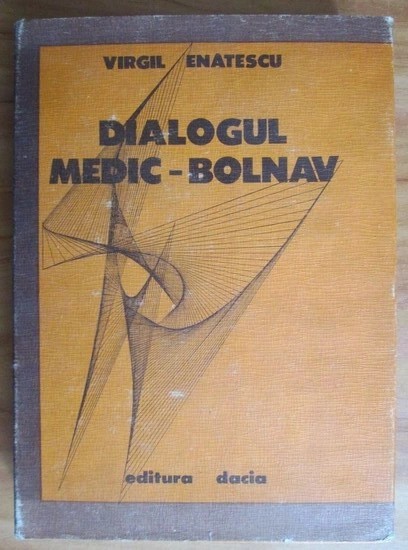 VIRGIL ENATESCU
DIALOGUL
MEDIC-BOLNAV
editura dacia